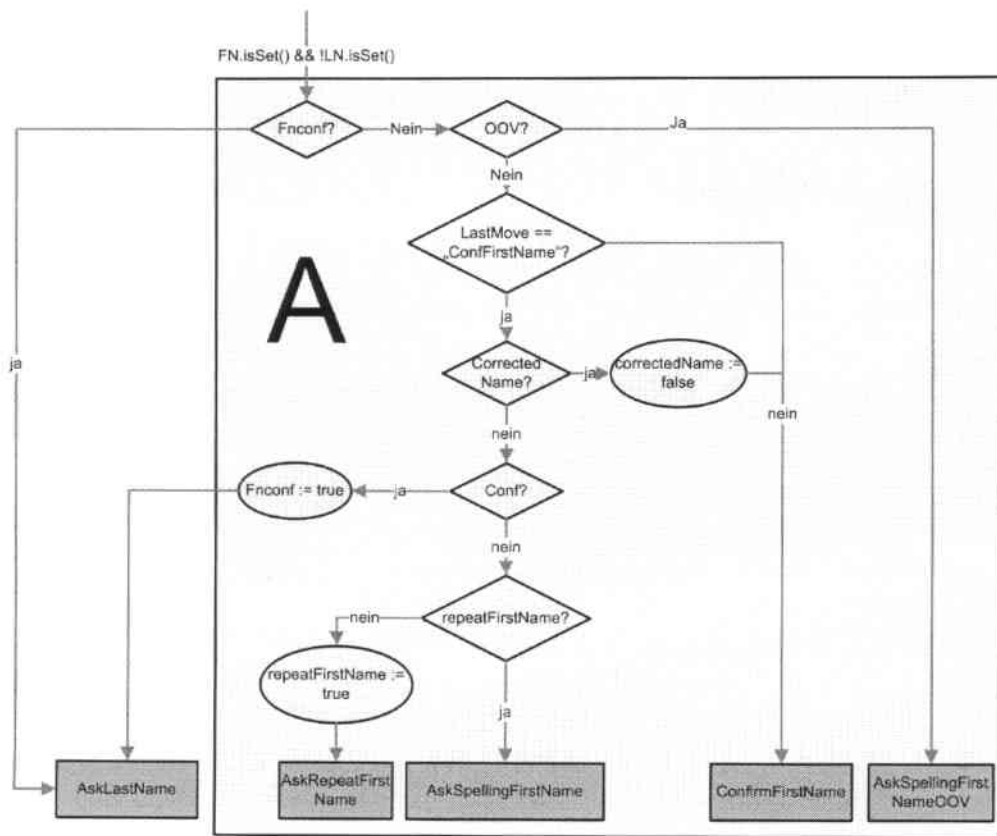 FN.isSet() && !LN.isSet()
Fnconf?
Nein
OOV?
Ja
Nein
LastMove ==
„ConfFirstName"?
A
ja
ja
Corrected
Name?
ja
correctedName :=
false
nein
nein
Fnconf := true
ja
Conf?
nein
nein
repeatFirstName?
repeatFirstName :=
true
ja
AskLastName
AskRepeatFirst
Name
AskSpellingFirstName
ConfirmFirstName
AskSpellingFirst
NameOOV